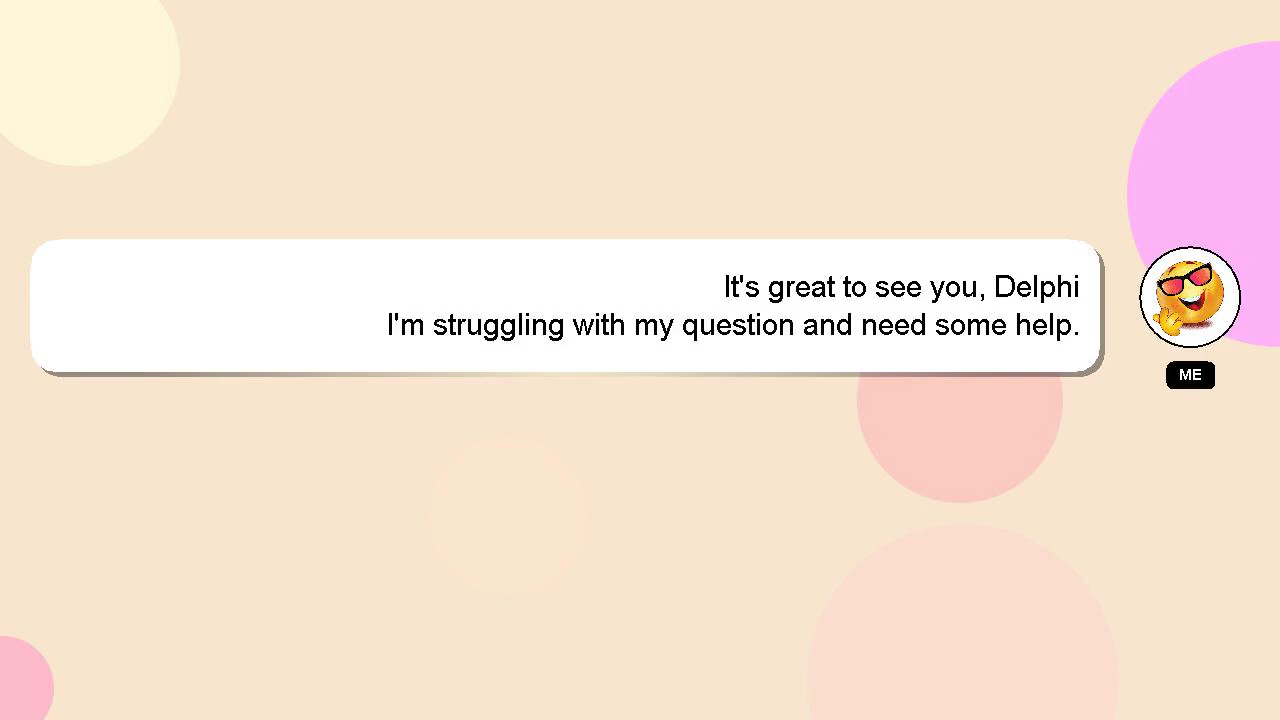 It's great to see you, Delphi
I'm struggling with my question and need some help.
ME